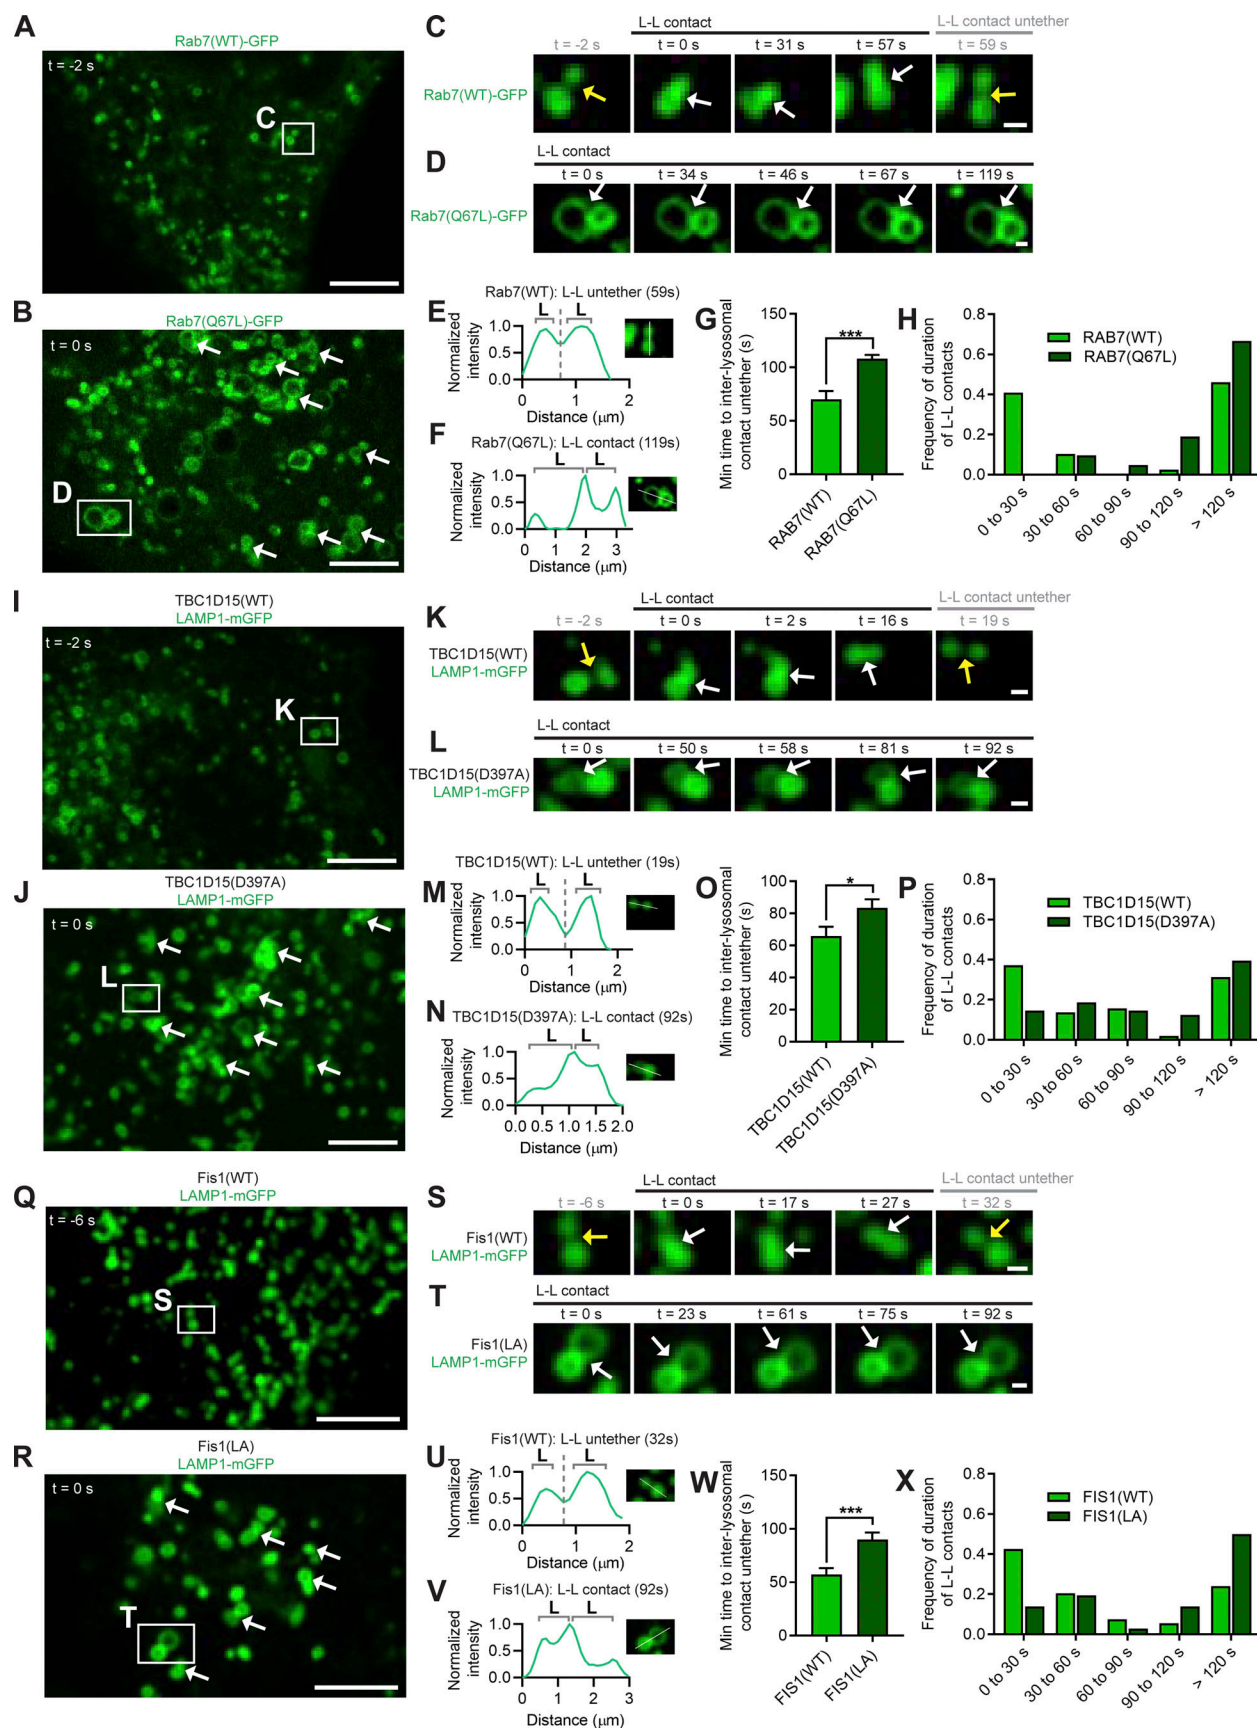 A
Rab7(WT)-GFP
t = -2 s
C
B
Rab7(Q67L)-GFP
t = 0 s
D
C
L-L contact
L-L contact untether
t = -2 s
t = 0 s
t = 31 s
t = 57 s
t = 59 s
Rab7(WT)-GFP
D
L-L contact
t = 0 s
t = 34 s
t = 46 s
t = 67 s
t = 119 s
Rab7(Q67L)-GFP
E
Rab7(WT): L-L untether (59s)
L L
Normalized
intensity
1.0
0.5
0.0
0 1 2
Distance (μm)
F
Rab7(Q67L): L-L contact (119s)
L L
Normalized
intensity
1.0
0.5
0.0
0 1 2 3
Distance (μm)
G
Min time to inter-lysosomal
contact untether (s)
150
100
50
0
***
RAB7(WT)
RAB7(Q67L)
H
Frequency of duration
of L-L contacts
0.8
0.6
0.4
0.2
0.0
RAB7(WT)
RAB7(Q67L)
0 to 30 s
30 to 60 s
60 to 90 s
90 to 120 s
> 120 s
I
TBC1D15(WT)
LAMP1-mGFP
t = -2 s
K
J
TBC1D15(D397A)
LAMP1-mGFP
t = 0 s
L
K
L-L contact
L-L contact untether
t = -2 s
t = 0 s
t = 2 s
t = 16 s
t = 19 s
TBC1D15(WT)
LAMP1-mGFP
L
L-L contact
t = 0 s
t = 50 s
t = 58 s
t = 81 s
t = 92 s
TBC1D15(D397A)
LAMP1-mGFP
M
TBC1D15(WT): L-L untether (19s)
L L
Normalized
intensity
1.0
0.5
0.0
0 1 2
Distance (μm)
N
TBC1D15(D397A): L-L contact (92s)
L L
Normalized
intensity
1.0
0.5
0.0
0.0 0.5 1.0 1.5 2.0
Distance (μm)
O
Min time to inter-lysosomal
contact untether (s)
100
80
60
40
20
0
*
TBC1D15(WT)
TBC1D15(D397A)
P
Frequency of duration
of L-L contacts
0.8
0.6
0.4
0.2
0.0
TBC1D15(WT)
TBC1D15(D397A)
0 to 30 s
30 to 60 s
60 to 90 s
90 to 120 s
> 120 s
Q
Fis1(WT)
LAMP1-mGFP
t = -6 s
S
R
Fis1(LA)
LAMP1-mGFP
t = 0 s
T
S
L-L contact
L-L contact untether
t = -6 s
t = 0 s
t = 17 s
t = 27 s
t = 32 s
Fis1(WT)
LAMP1-mGFP
T
L-L contact
t = 0 s
t = 23 s
t = 61 s
t = 75 s
t = 92 s
Fis1(LA)
LAMP1-mGFP
U
Fis1(WT): L-L untether (32s)
L L
Normalized
intensity
1.0
0.5
0.0
0 1 2
Distance (μm)
V
Fis1(LA): L-L contact (92s)
L L
Normalized
intensity
1.0
0.5
0.0
0 1 2 3
Distance (μm)
W
Min time to inter-lysosomal
contact untether (s)
150
100
50
0
***
FIS1(WT)
FIS1(LA)
X
Frequency of duration
of L-L contacts
0.8
0.6
0.4
0.2
0.0
FIS1(WT)
FIS1(LA)
0 to 30 s
30 to 60 s
60 to 90 s
90 to 120 s
> 120 s